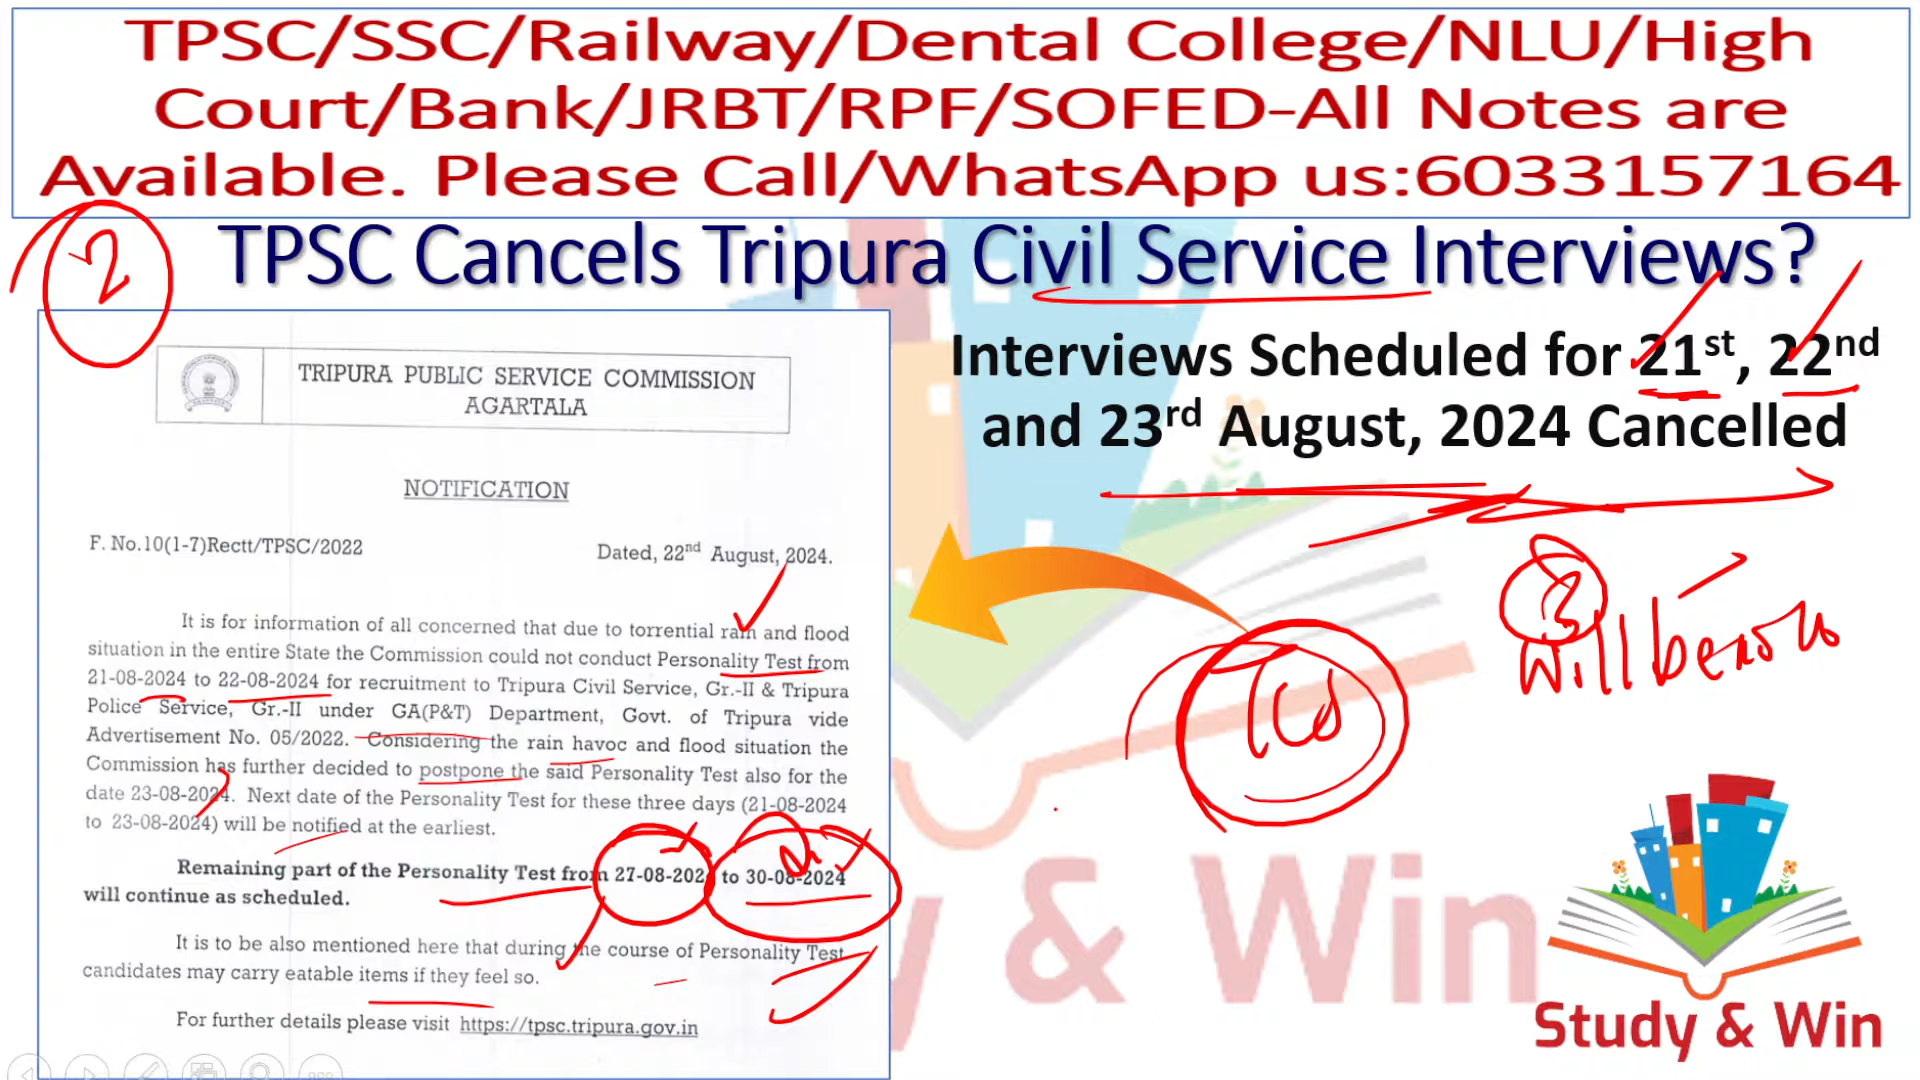 TPSC/SSC/Railway/Dental College/NLU/High
Court/Bank/JRBT/RPF/SOFED-All Notes are
Available. Please Call/WhatsApp us:6033157164
2
TPSC Cancels Tripura Civil Service Interviews?
TRIPURA PUBLIC SERVICE COMMISSION
AGARTALA
NOTIFICATION
F. No.10(1-7)Rectt/TPSC/2022
Dated, 22nd August, 2024.
It is for information of all concerned that due to torrential rain and flood
situation in the entire State the Commission could not conduct Personality Test from
21-08-2024 to 22-08-2024 for recruitment to Tripura Civil Service, Gr.-II & Tripura
Police Service, Gr.-II under GA(P&T) Department, Govt. of Tripura vide
Advertisement No. 05/2022. Considering the rain havoc and flood situation the
Commission has further decided to postpone the said Personality Test also for the
date 23-08-2024. Next date of the Personality Test for these three days (21-08-2024
to 23-08-2024) will be notified at the earliest.
Remaining part of the Personality Test from 27-08-2024 to 30-08-2024
will continue as scheduled.
It is to be also mentioned here that during the course of Personality Test
candidates may carry eatable items if they feel so.
For further details please visit https://tpsc.tripura.gov.in
Interviews Scheduled for 21st, 22nd
and 23rd August, 2024 Cancelled
3
Will be
y & Win
Study & Win